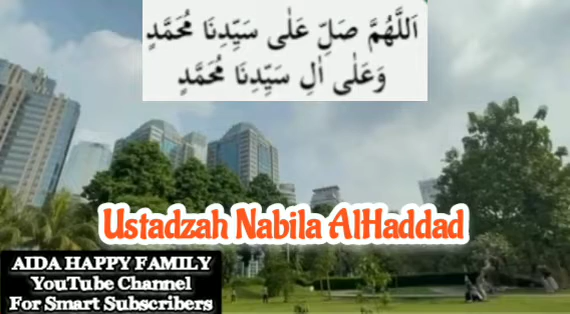 اَللَّهُمَّ صَلِّ عَلٰى سَيِّدِنَا مُحَمَّدٍ
وَعَلٰى اٰلِ سَيِّدِنَا مُحَمَّدٍ
Ustadzah Nabila AlHaddad
AIDA HAPPY FAMILY
YouTube Channel
For Smart Subscribers